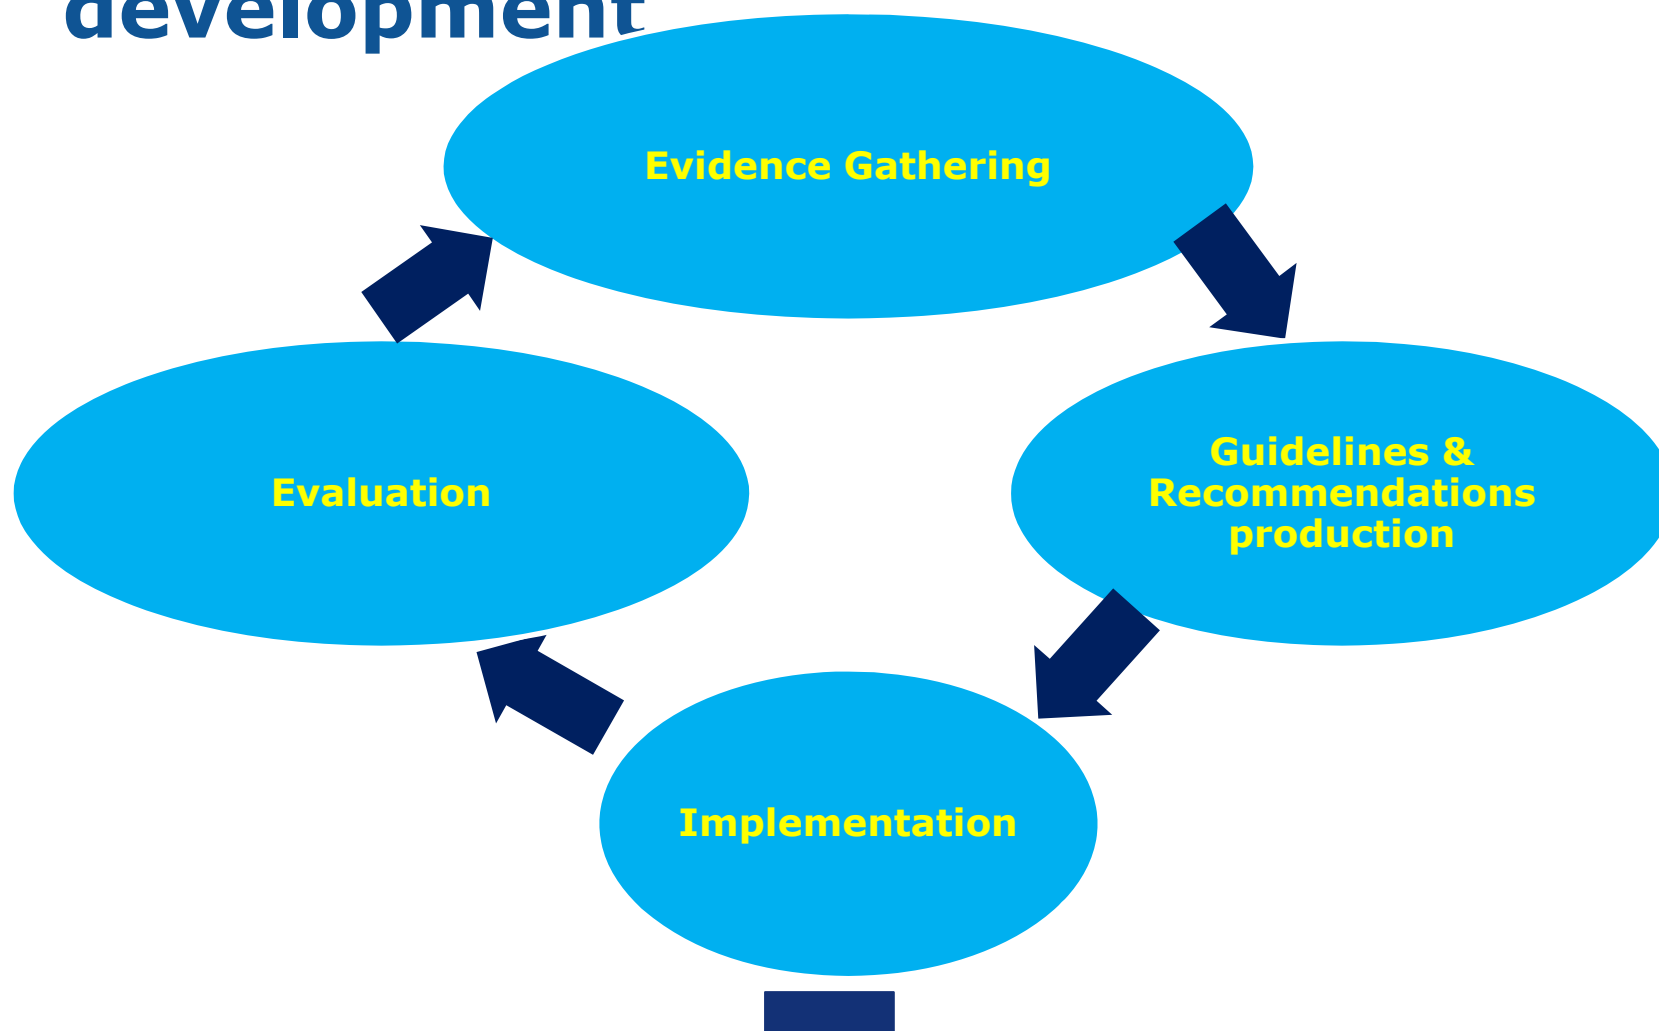 development
Evidence Gathering
Evaluation
Guidelines &
Recommendations
production
Implementation